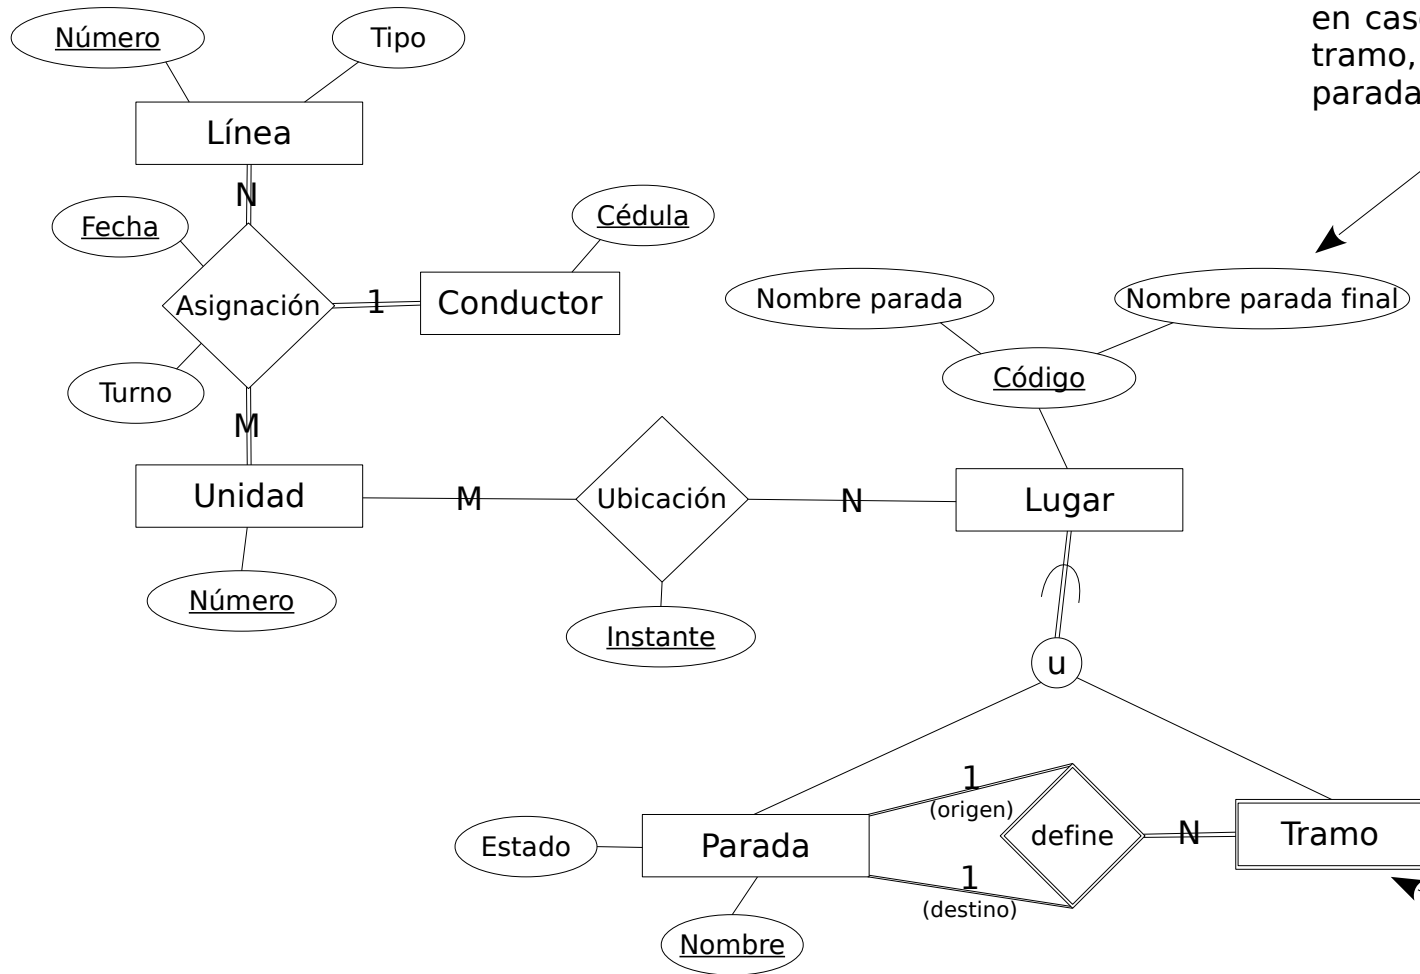 en caso
tramo,
parada
Número
Tipo
Línea
N
Fecha
Cédula
Asignación
1
Conductor
Nombre parada
Nombre parada final
Código
Turno
M
Unidad
M
Ubicación
N
Lugar
Número
Instante
u
1
(origen)
Estado
Parada
define
N
Tramo
1
(destino)
Nombre